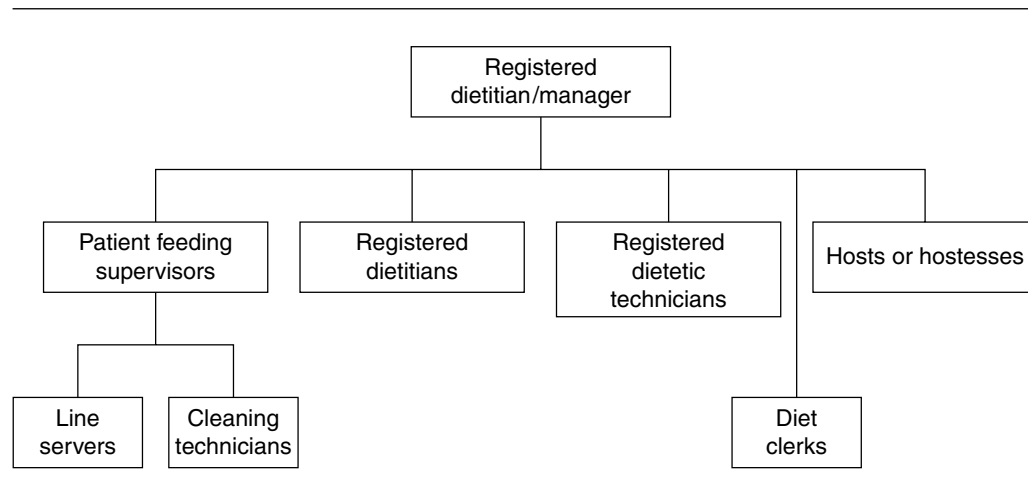 Registered
dietitian/manager
Patient feeding
supervisors
Registered
dietitians
Registered
dietetic
technicians
Hosts or hostesses
Line
servers
Cleaning
technicians
Diet
clerks